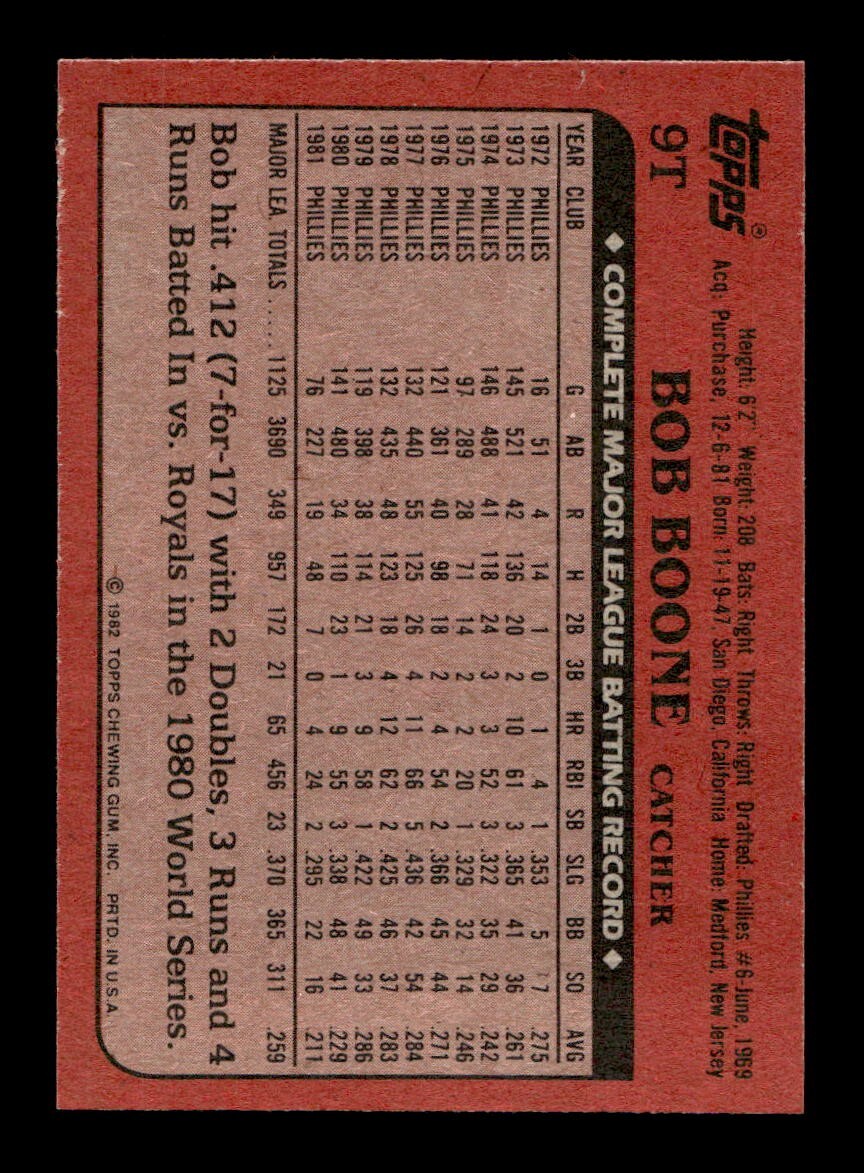 Topps®
Height: 6'2" Weight: 208 Bats: Right Throws: Right Drafted: Phillies #6-June, 1969
Acq: Purchase, 12-6-81 Born: 11-19-47 San Diego, California Home: Medford, New Jersey
9T BOB BOONE CATCHER
◆ COMPLETE MAJOR LEAGUE BATTING RECORD ◆
YEAR CLUB G AB R H 2B 3B HR RBI SB SLG BB SO AVG
1972 PHILLIES 16 51 4 14 1 0 1 4 1 .353 5 7 .275
1973 PHILLIES 145 521 42 136 20 2 10 61 3 .365 41 36 .261
1974 PHILLIES 146 488 41 118 24 3 3 52 3 .322 35 29 .242
1975 PHILLIES 97 289 28 71 14 2 2 20 1 .329 32 14 .246
1976 PHILLIES 121 361 40 98 18 2 4 54 2 .366 45 44 .271
1977 PHILLIES 132 440 55 125 26 4 11 66 5 .436 42 54 .284
1978 PHILLIES 132 435 48 123 18 4 12 62 2 .425 46 37 .283
1979 PHILLIES 119 398 38 114 21 3 9 58 1 .422 49 33 .286
1980 PHILLIES 141 480 34 110 23 1 9 55 3 .338 48 41 .229
1981 PHILLIES 76 227 19 48 7 0 4 24 2 .295 22 16 .211
MAJOR LEA TOTALS ..... 1125 3690 349 957 172 21 65 456 23 .370 365 311 .259
Bob hit .412 (7-for-17) with 2 Doubles, 3 Runs and 4
Runs Batted In vs. Royals in the 1980 World Series.
© 1982 TOPPS CHEWING GUM, INC. PRTD. IN U.S.A.